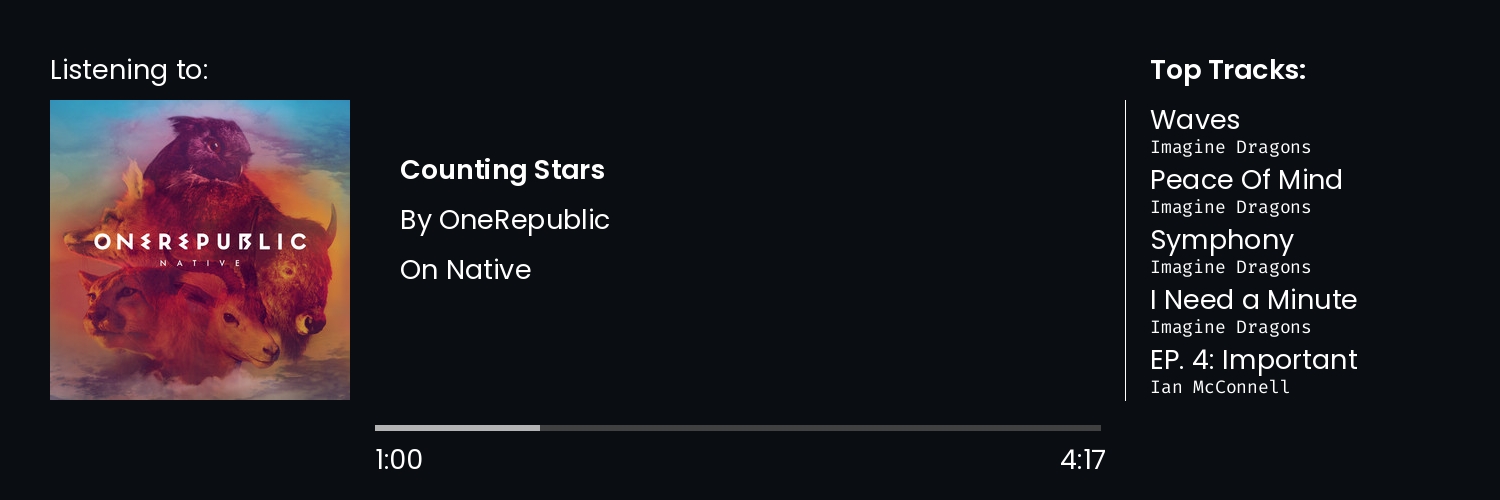 Listening to:
ONEREPUBLIC
NATIVE
Counting Stars
By OneRepublic
On Native
1:00
4:17
Top Tracks:
Waves
Imagine Dragons
Peace Of Mind
Imagine Dragons
Symphony
Imagine Dragons
I Need a Minute
Imagine Dragons
EP. 4: Important
Ian McConnell